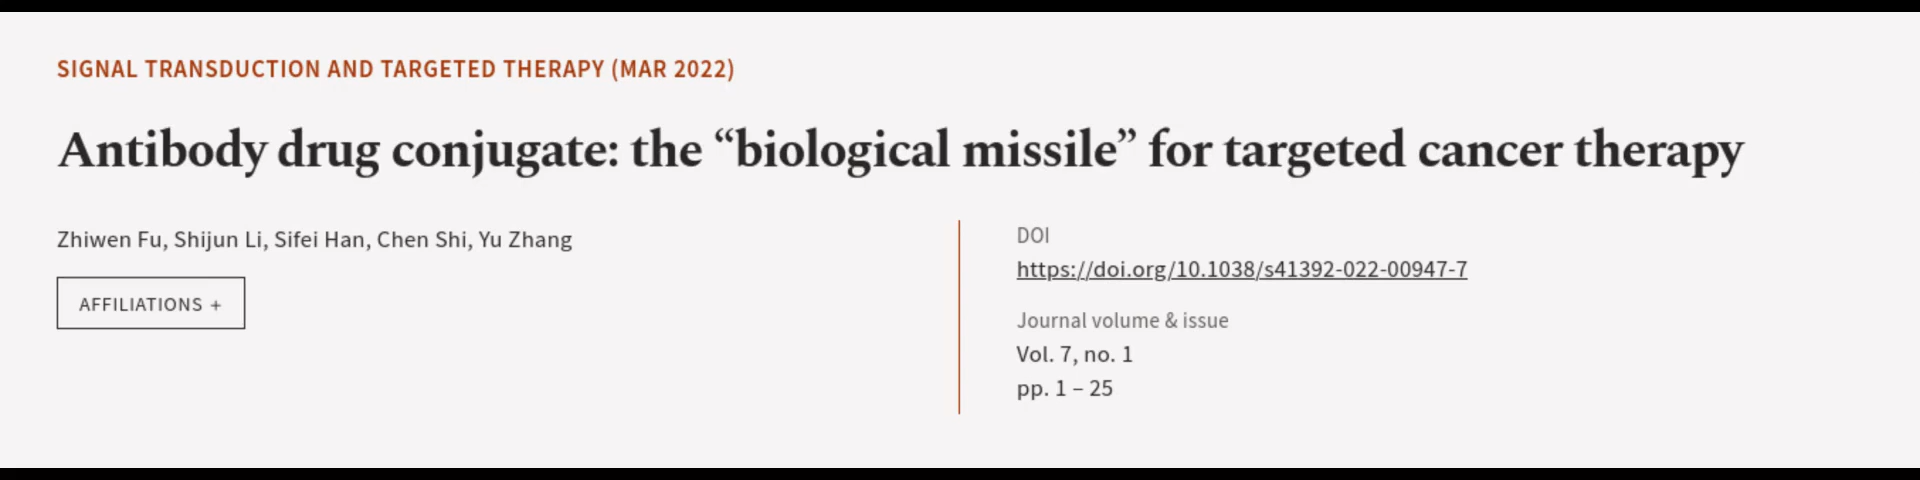 SIGNAL TRANSDUCTION AND TARGETED THERAPY (MAR 2022)
Antibody drug conjugate: the “biological missile” for targeted cancer therapy
Zhiwen Fu, Shijun Li, Sifei Han, Chen Shi, Yu Zhang
AFFILIATIONS +
DOI
https://doi.org/10.1038/s41392-022-00947-7
Journal volume & issue
Vol. 7, no. 1
pp. 1 – 25